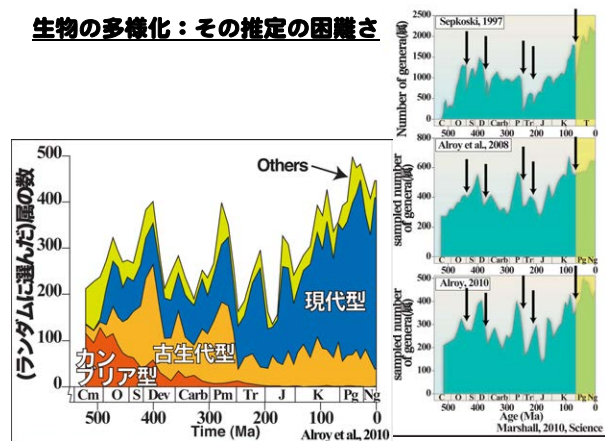 生物の多様化：その推定の困難さ
(ランダムに選んだ)属の数
500
400
300
200
100
0
Others
現代型
古生代型
カン
ブリア型
Cm O S Dev Carb Pm Tr J K Pg Ng
500 400 300 200 100 0
Time (Ma)
Alroy et al., 2010
Sepkoski, 1997
Number of genera(属)
2500
2000
1500
1000
500
0
C O S D Carb P Tr J K T
500 400 300 200 100 0
Alroy et al., 2008
sampled number
of genera(属)
800
600
400
200
0
C O S D Carb P Tr J K Pg Ng
500 400 300 200 100 0
Alroy, 2010
sampled number
of genera(属)
500
400
300
200
100
0
C O S D Carb P Tr J K Pg Ng
500 400 300 200 100 0
Age (Ma)
Marshall, 2010, Science